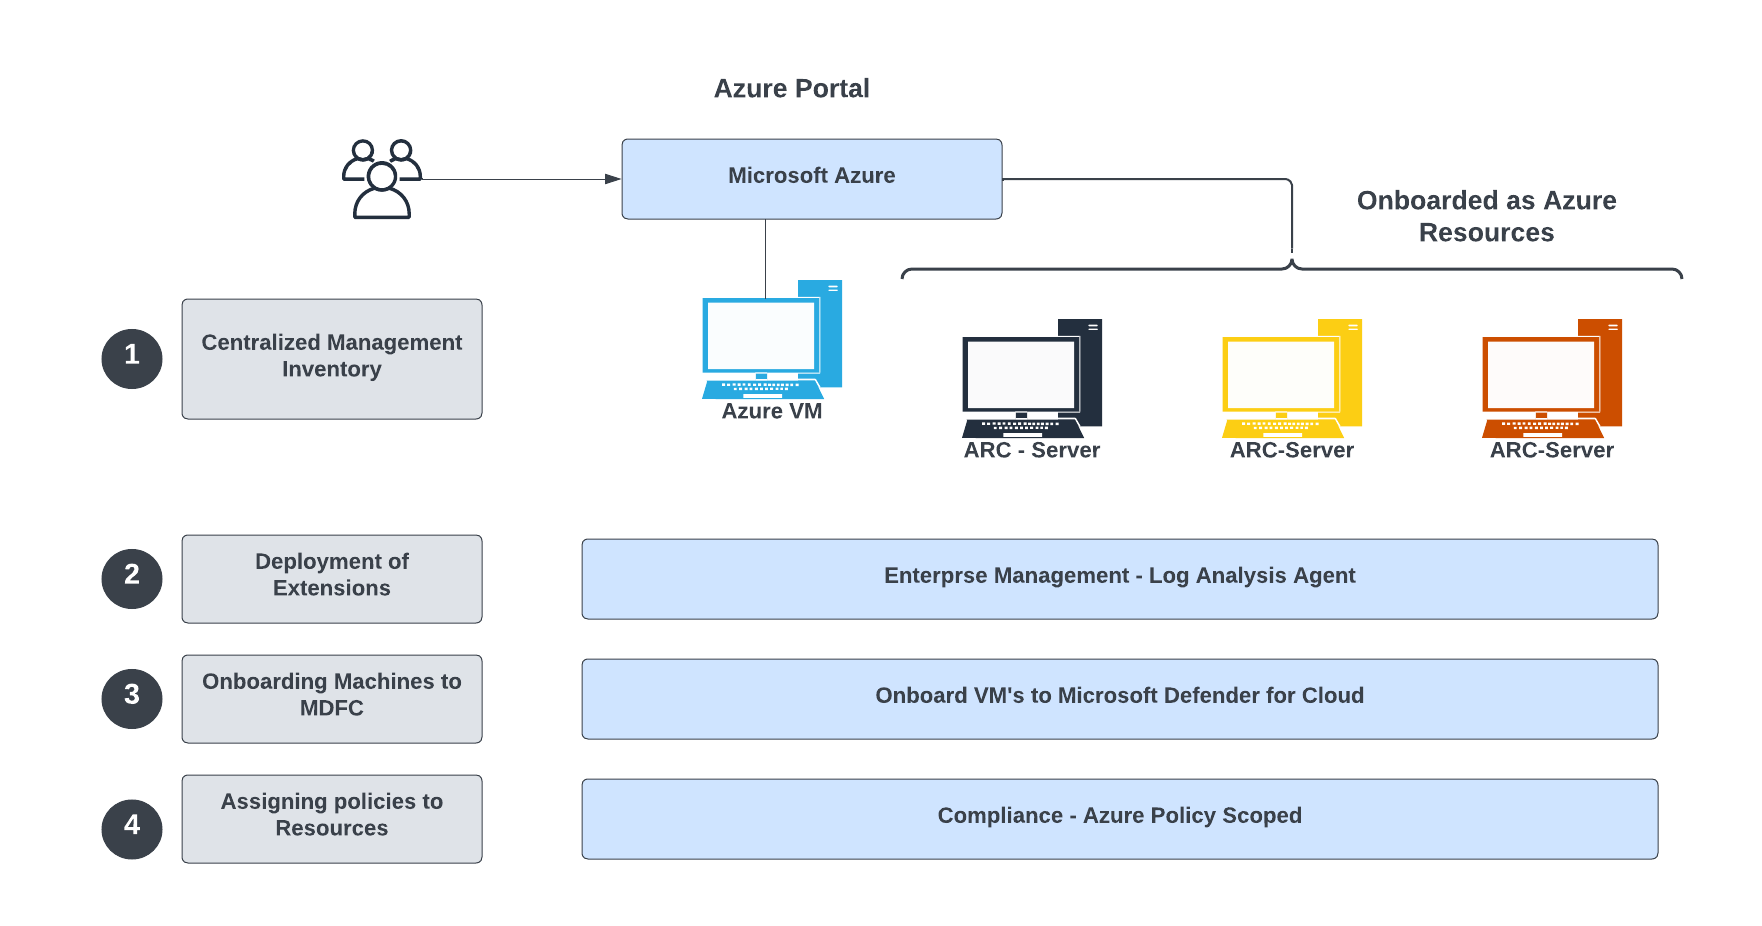 Azure Portal
Microsoft Azure
Onboarded as Azure
Resources
1
Centralized Management
Inventory
Azure VM
ARC - Server
ARC-Server
ARC-Server
2
Deployment of
Extensions
Enterprse Management - Log Analysis Agent
3
Onboarding Machines to
MDFC
Onboard VM's to Microsoft Defender for Cloud
4
Assigning policies to
Resources
Compliance - Azure Policy Scoped